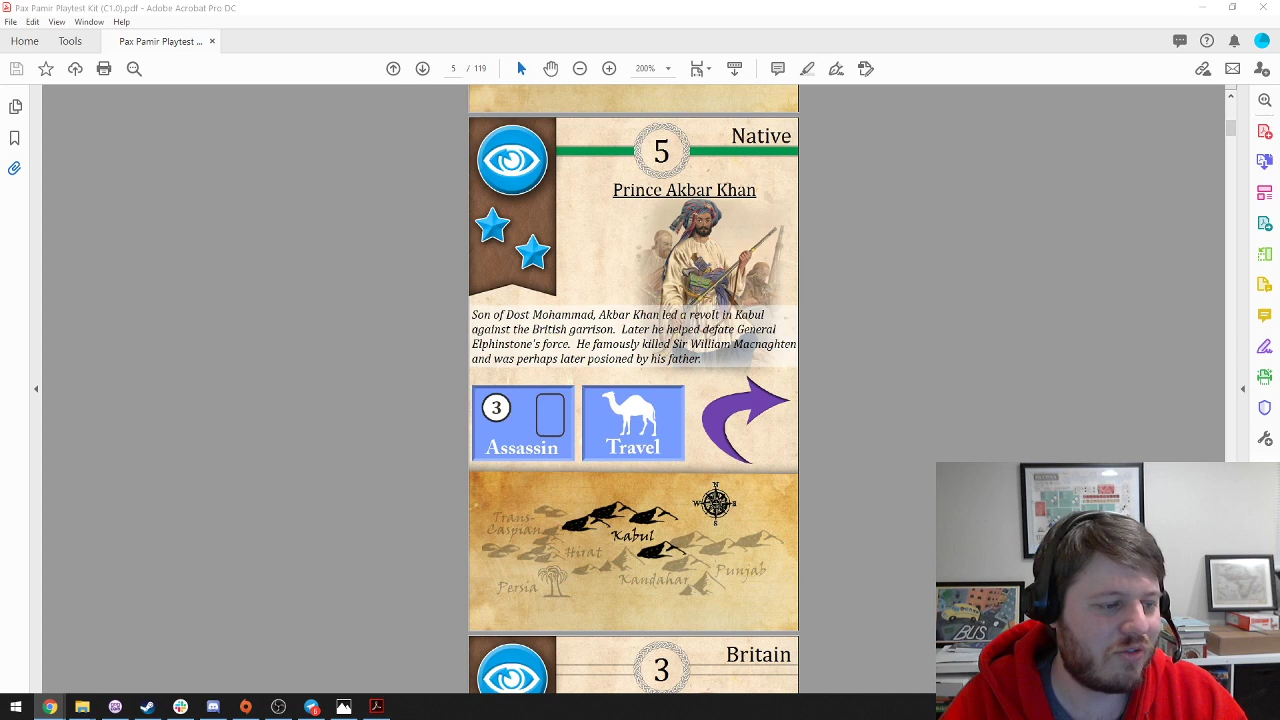 Pax Pamir Playtest Kit (C1.0).pdf - Adobe Acrobat Pro DC
File Edit View Window Help
Home Tools Pax Pamir Playtest ... ×
5 / 119 200%
5 Native
Prince Akbar Khan
Son of Dost Mohammad, Akbar Khan led a revolt in Kabul
against the British garrison. Later he helped defate General
Elphinstone's force. He famously killed Sir William Macnaghten
and was perhaps later posioned by his father.
3
Assassin Travel
N
W E
S
Trans-
Caspian
Kabul
Hirat
Persia
Kandahar
Punjab
3 Britain
BUS